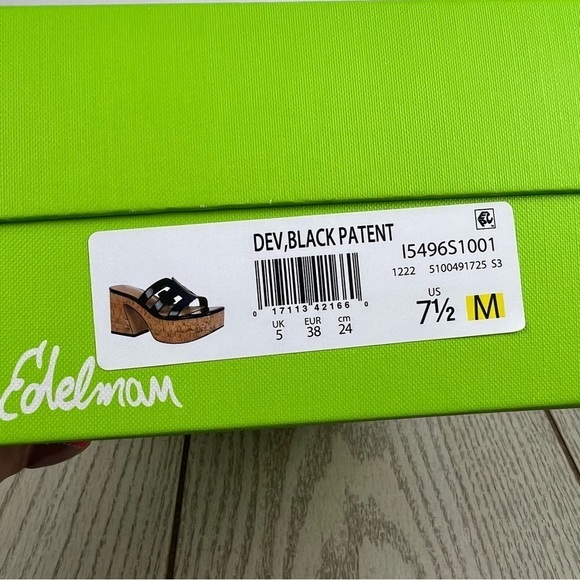 DEV,BLACK PATENT
I5496S1001
1222 5100491725 S3
0 17113 42166 0
UK EUR cm
5 38 24
US
7½ M
Edelman